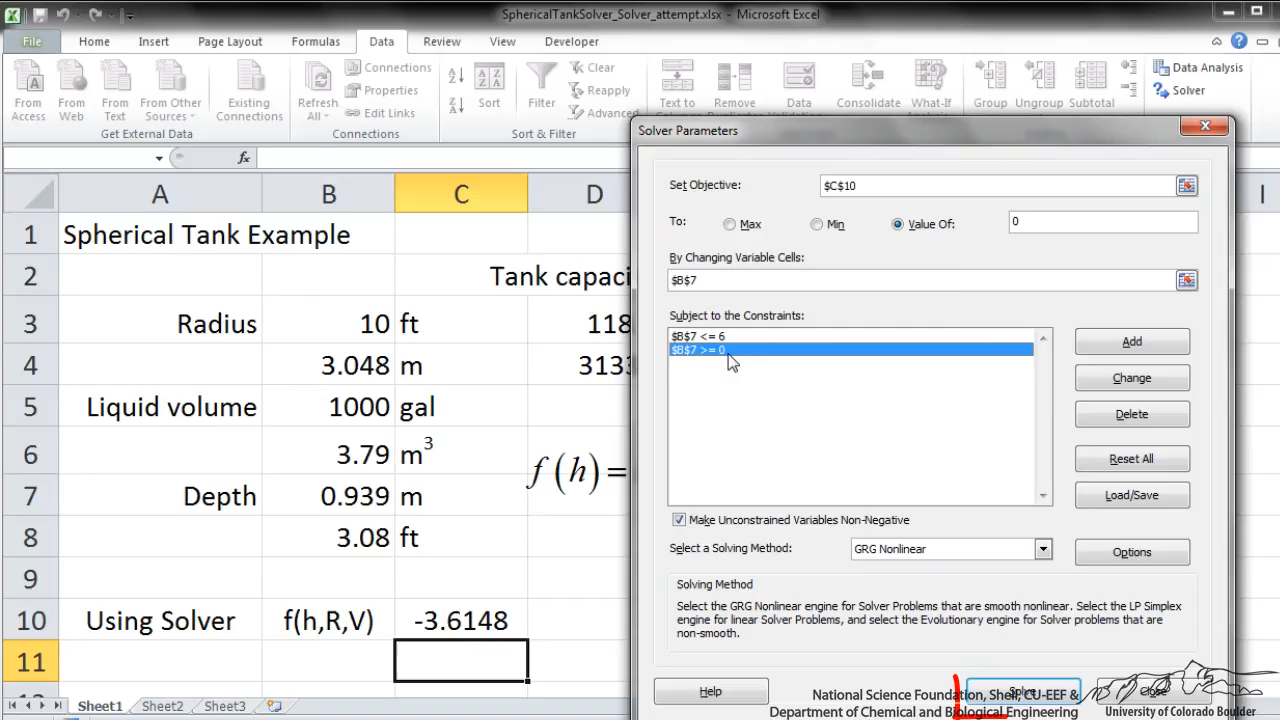 SphericalTankSolver_Solver_attempt.xlsx - Microsoft Excel
File Home Insert Page Layout Formulas Data Review View Developer
From Access
From Web
From Text
From Other Sources
Existing Connections
Get External Data
Refresh All
Connections
Properties
Edit Links
Connections
Sort
Filter
Clear
Reapply
Advanced
Sort & Filter
Text to
Remove
Data
Consolidate
What-If
Group
Ungroup
Subtotal
Data Analysis
Solver
fx
A B C D I
1 Spherical Tank Example
2 Tank capaci
3 Radius 10 ft 118
4 3.048 m 3133
5 Liquid volume 1000 gal
6 3.79 m³
f(h)=
7 Depth 0.939 m
8 3.08 ft
9
10 Using Solver f(h,R,V) -3.6148
11
Sheet1 Sheet2 Sheet3
Solver Parameters
Set Objective: $C$10
To: Max Min Value Of: 0
By Changing Variable Cells:
$B$7
Subject to the Constraints:
$B$7 <= 6
$B$7 >= 0
Add
Change
Delete
Reset All
Load/Save
Make Unconstrained Variables Non-Negative
Select a Solving Method: GRG Nonlinear
Options
Solving Method
Select the GRG Nonlinear engine for Solver Problems that are smooth nonlinear. Select the LP Simplex
engine for linear Solver Problems, and select the Evolutionary engine for Solver problems that are
non-smooth.
Help
Solve
Close
National Science Foundation, Shell, CU-EEF &
Department of Chemical and Biological Engineering
University of Colorado Boulder